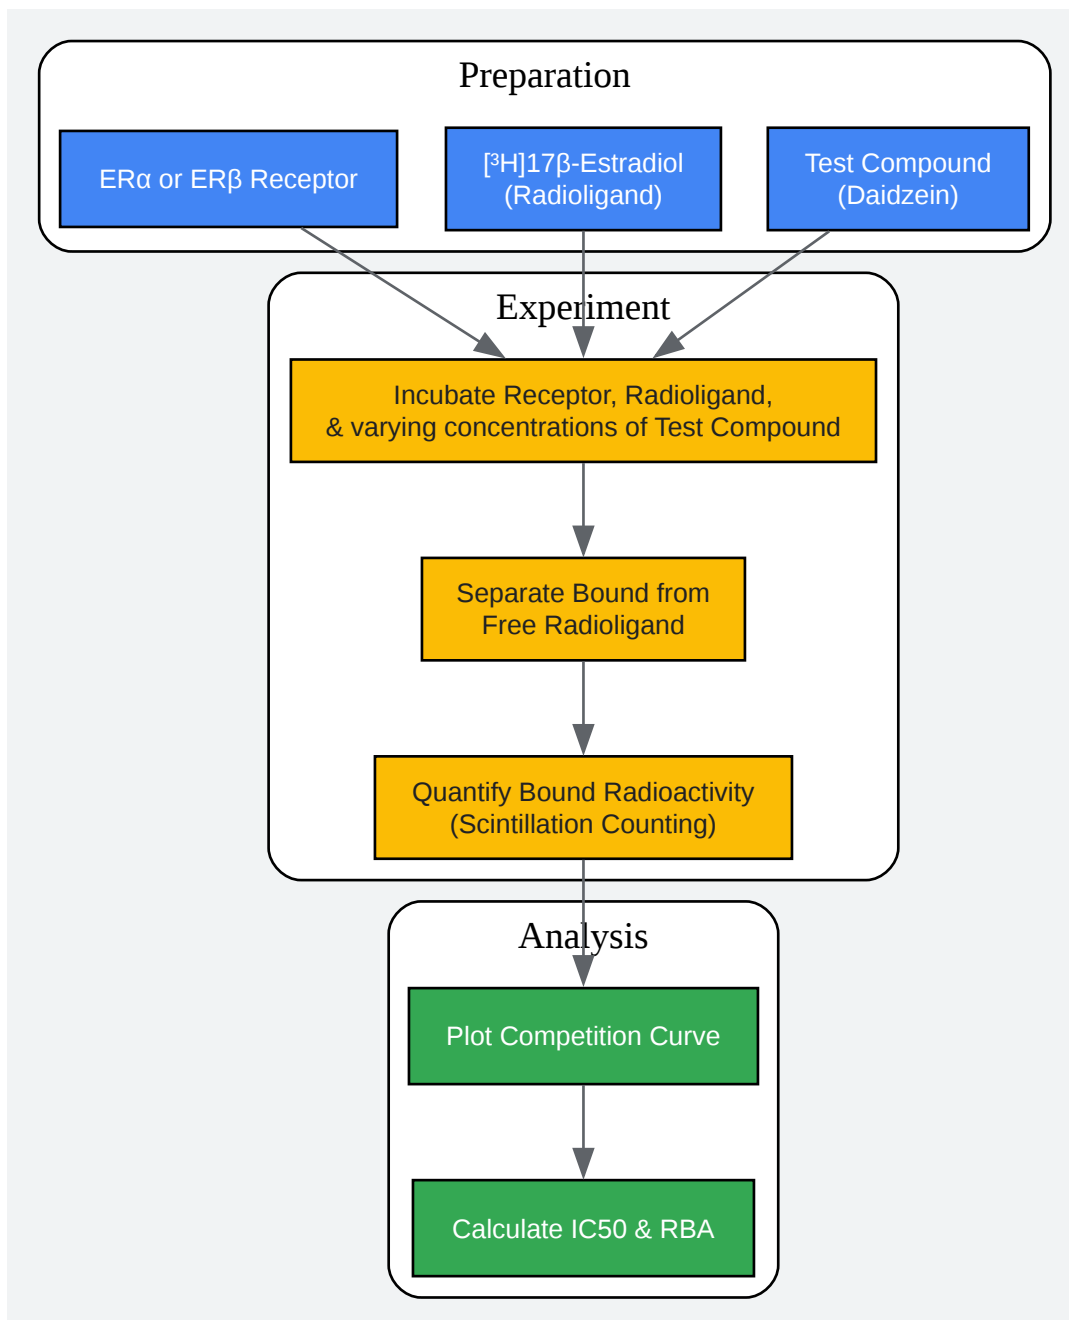 Preparation
ERα or ERβ Receptor
[³H]17β-Estradiol
(Radioligand)
Test Compound
(Daidzein)
Experiment
Incubate Receptor, Radioligand,
& varying concentrations of Test Compound
Separate Bound from
Free Radioligand
Quantify Bound Radioactivity
(Scintillation Counting)
Analysis
Plot Competition Curve
Calculate IC50 & RBA